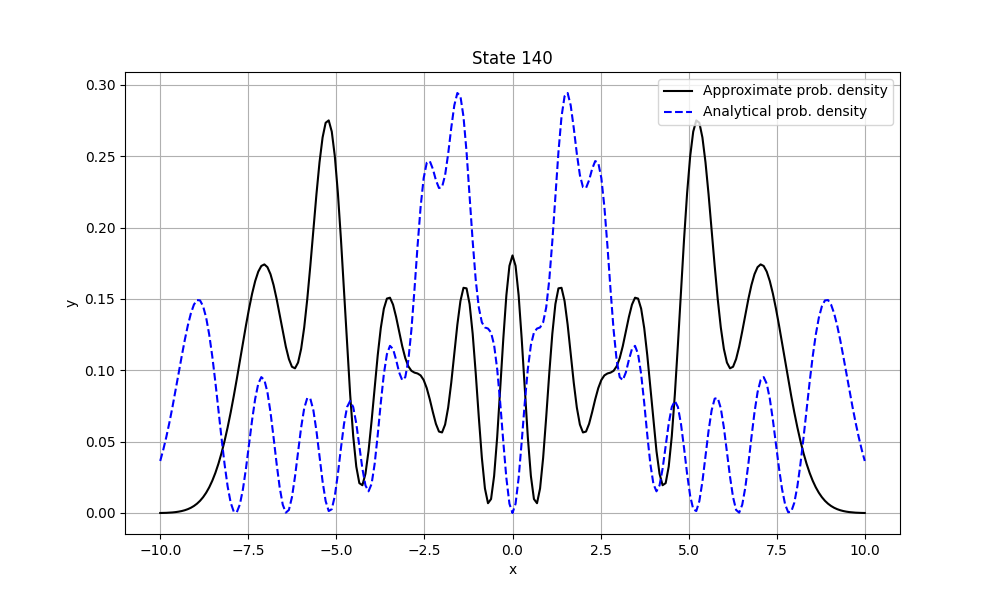 State 140
Approximate prob. density
Analytical prob. density
0.30
0.25
0.20
0.15
0.10
0.05
0.00
y
−10.0 −7.5 −5.0 −2.5 0.0 2.5 5.0 7.5 10.0
x